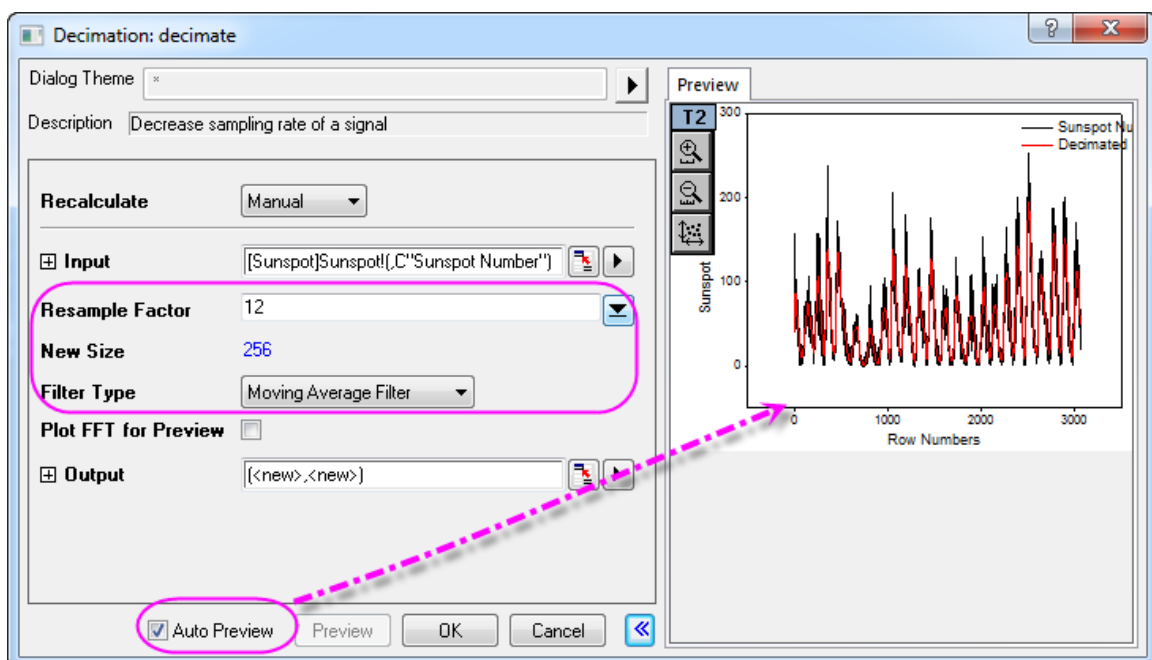 Decimation: decimate
Dialog Theme *
Description Decrease sampling rate of a signal
Recalculate Manual
Input [Sunspot]Sunspot!(,C"Sunspot Number")
Resample Factor 12
New Size 256
Filter Type Moving Average Filter
Plot FFT for Preview
Output (<new>,<new>)
Auto Preview Preview OK Cancel
Preview
T2
300
200
100
0
Sunspot
Sunspot Nu
Decimated
0 1000 2000 3000
Row Numbers